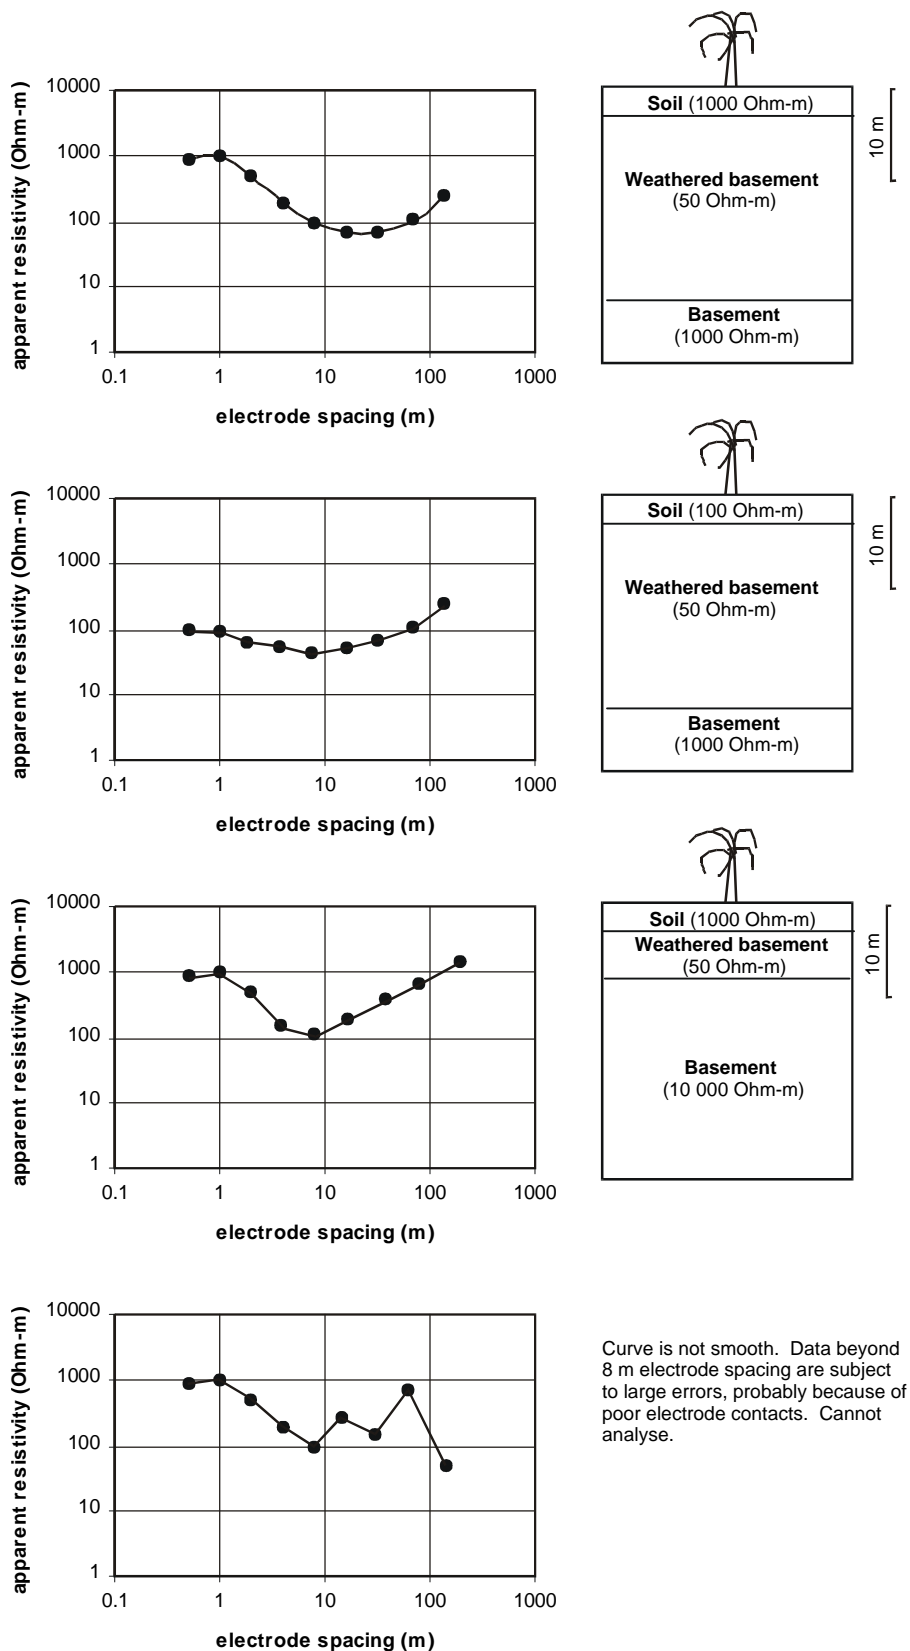 apparent resistivity (Ohm-m)
10000
1000
100
10
1
0.1 1 10 100 1000
electrode spacing (m)
Soil (1000 Ohm-m)
Weathered basement
(50 Ohm-m)
Basement
(1000 Ohm-m)
10 m
apparent resistivity (Ohm-m)
10000
1000
100
10
1
0.1 1 10 100 1000
electrode spacing (m)
Soil (100 Ohm-m)
Weathered basement
(50 Ohm-m)
Basement
(1000 Ohm-m)
10 m
apparent resistivity (Ohm-m)
10000
1000
100
10
1
0.1 1 10 100 1000
electrode spacing (m)
Soil (1000 Ohm-m)
Weathered basement
(50 Ohm-m)
Basement
(10 000 Ohm-m)
10 m
apparent resistivity (Ohm-m)
10000
1000
100
10
1
0.1 1 10 100 1000
electrode spacing (m)
Curve is not smooth. Data beyond
8 m electrode spacing are subject
to large errors, probably because of
poor electrode contacts. Cannot
analyse.